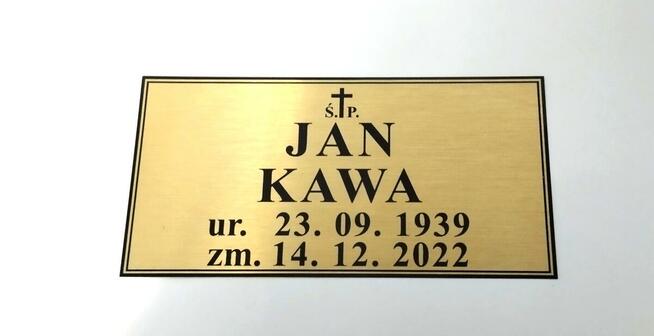 Ś.†P.
JAN
KAWA
ur. 23. 09. 1939
zm. 14. 12. 2022